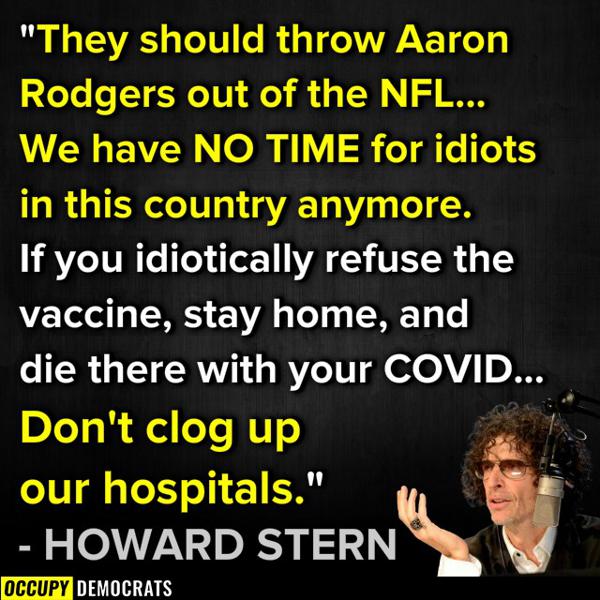 "They should throw Aaron
Rodgers out of the NFL...
We have NO TIME for idiots
in this country anymore.
If you idiotically refuse the
vaccine, stay home, and
die there with your COVID...
Don't clog up
our hospitals."
- HOWARD STERN
OCCUPY DEMOCRATS